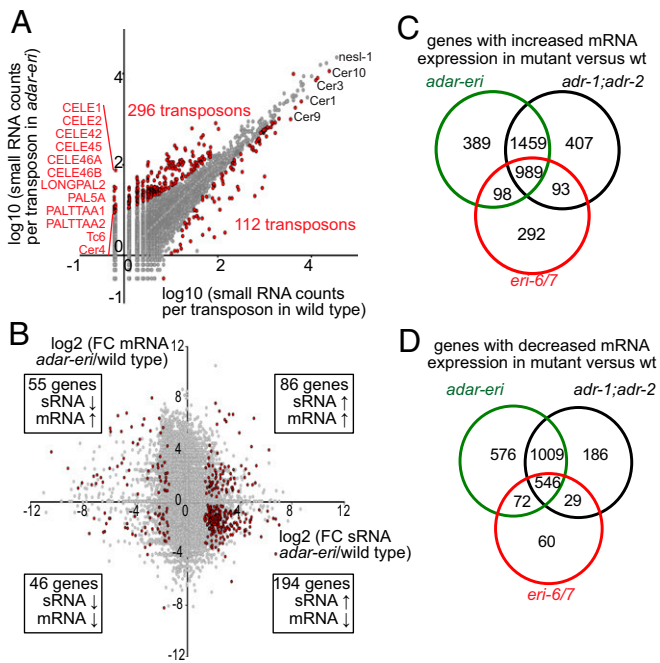 A
log10 (small RNA counts
per transposon in adar-eri)
4
2
0
-1
-1
0
2
4
CELE1
CELE2
CELE42
CELE45
CELE46A
CELE46B
LONGPAL2
PAL5A
PALTTAA1
PALTTAA2
Tc6
Cer4
296 transposons
112 transposons
nesl-1
Cer10
Cer3
Cer1
Cer9
log10 (small RNA counts
per transposon in wild type)
B
log2 (FC mRNA
adar-eri/wild type)
12
8
4
0
-4
-8
-12
-12
-8
-4
0
4
8
12
log2 (FC sRNA
adar-eri/wild type)
55 genes
sRNA ↓
mRNA ↑
86 genes
sRNA ↑
mRNA ↑
46 genes
sRNA ↓
mRNA ↓
194 genes
sRNA ↑
mRNA ↓
C
genes with increased mRNA
expression in mutant versus wt
adar-eri
adr-1;adr-2
389
1459
407
989
98
93
292
eri-6/7
D
genes with decreased mRNA
expression in mutant versus wt
adar-eri
adr-1;adr-2
576
1009
186
546
72
29
60
eri-6/7